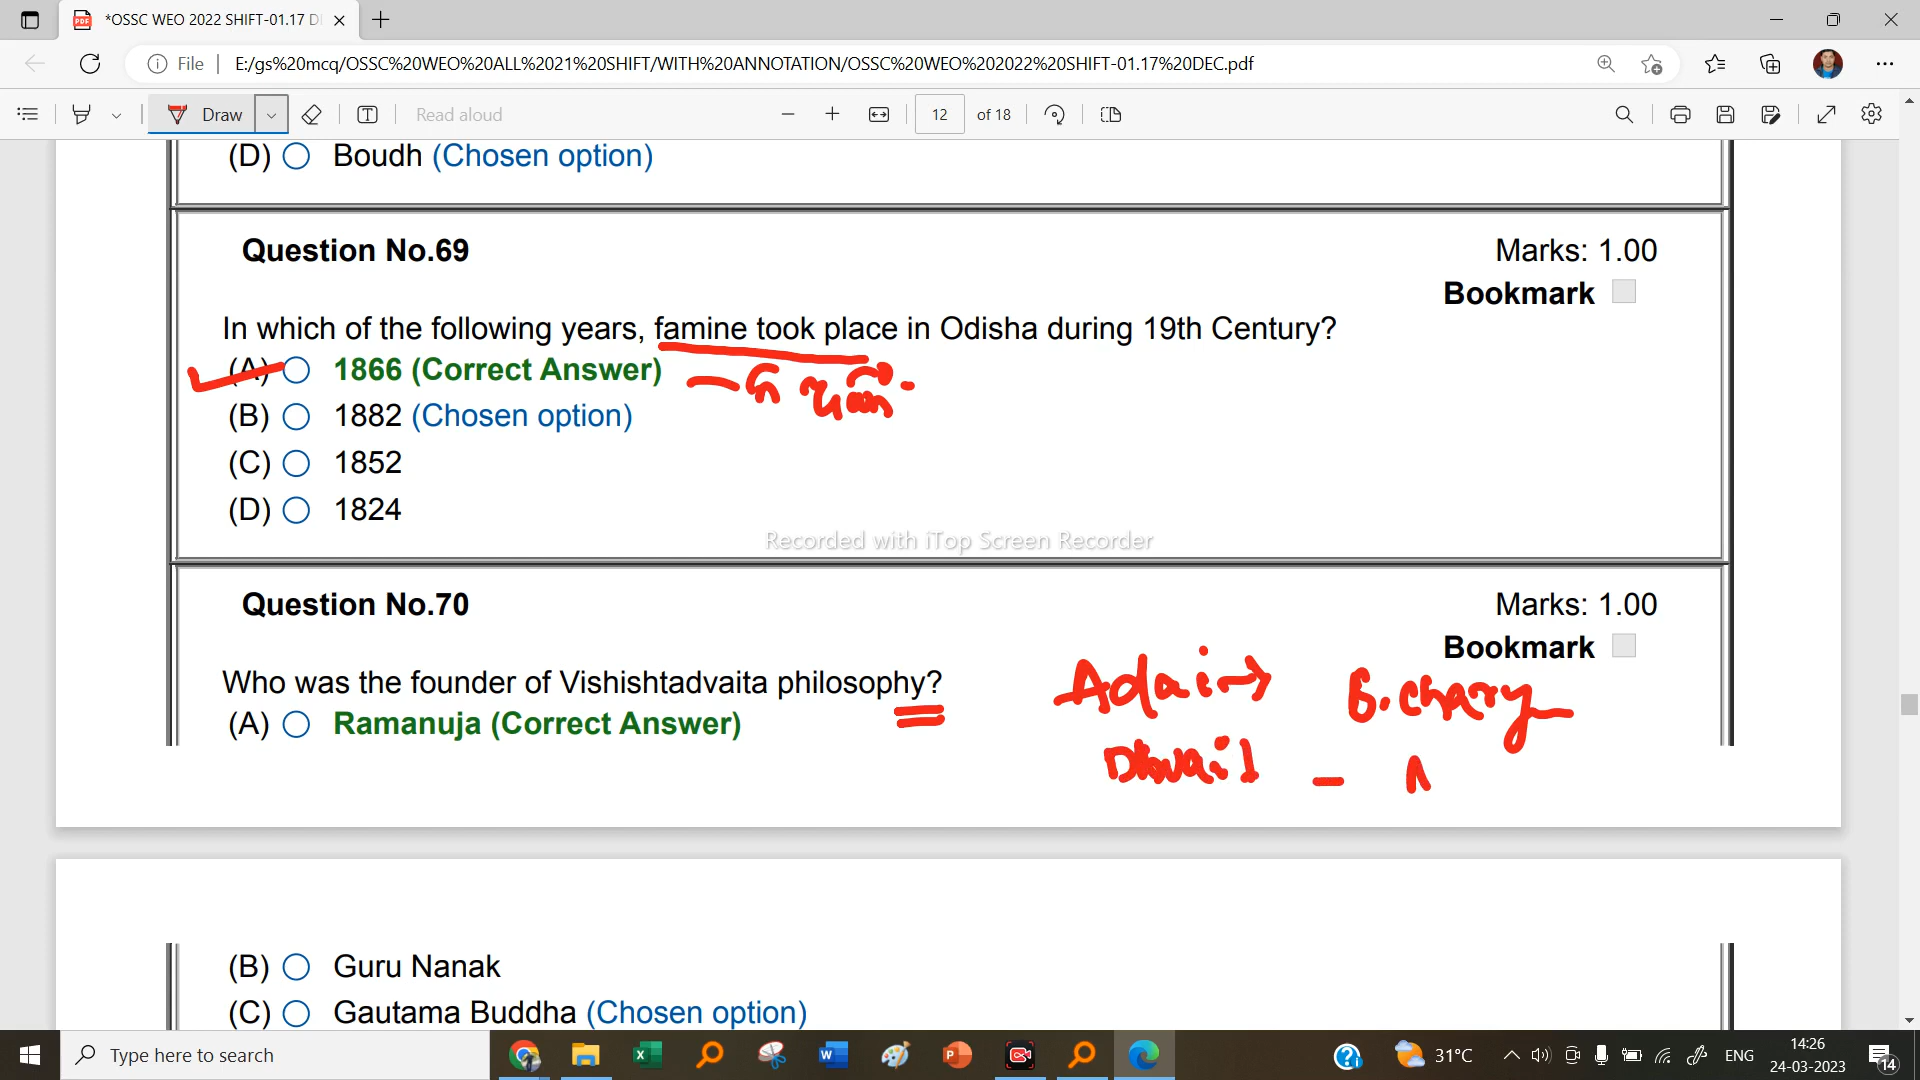 *OSSC WEO 2022 SHIFT-01.17 D
File
E:/gs%20mcq/OSSC%20WEO%20ALL%2021%20SHIFT/WITH%20ANNOTATION/OSSC%20WEO%202022%20SHIFT-01.17%20DEC.pdf
Draw
Read aloud
12 of 18
(D) Boudh (Chosen option)
Question No.69 Marks: 1.00
Bookmark
In which of the following years, famine took place in Odisha during 19th Century?
(A) 1866 (Correct Answer)
(B) 1882 (Chosen option)
(C) 1852
(D) 1824
Recorded with iTop Screen Recorder
Question No.70 Marks: 1.00
Bookmark
Who was the founder of Vishishtadvaita philosophy?
(A) Ramanuja (Correct Answer)
(B) Guru Nanak
(C) Gautama Buddha (Chosen option)
Type here to search
31°C
ENG
14:26
24-03-2023
14